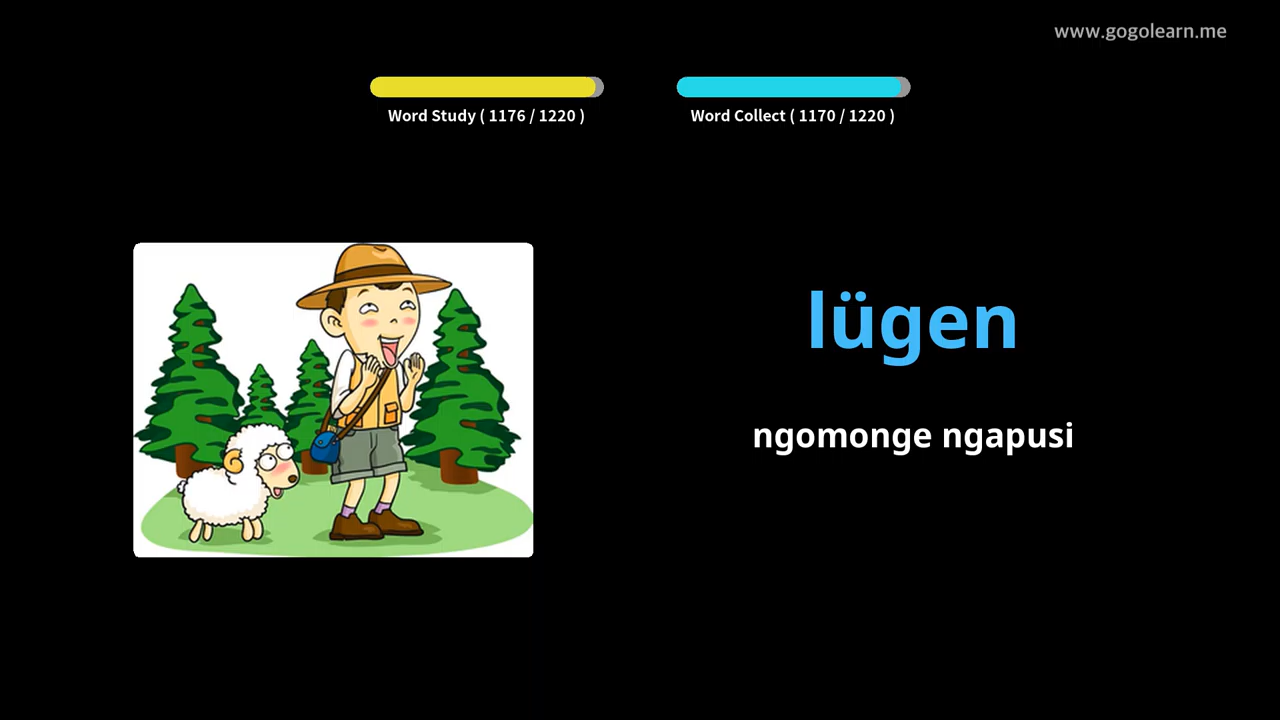 www.gogolearn.me
Word Study ( 1176 / 1220 )
Word Collect ( 1170 / 1220 )
lügen
ngomonge ngapusi